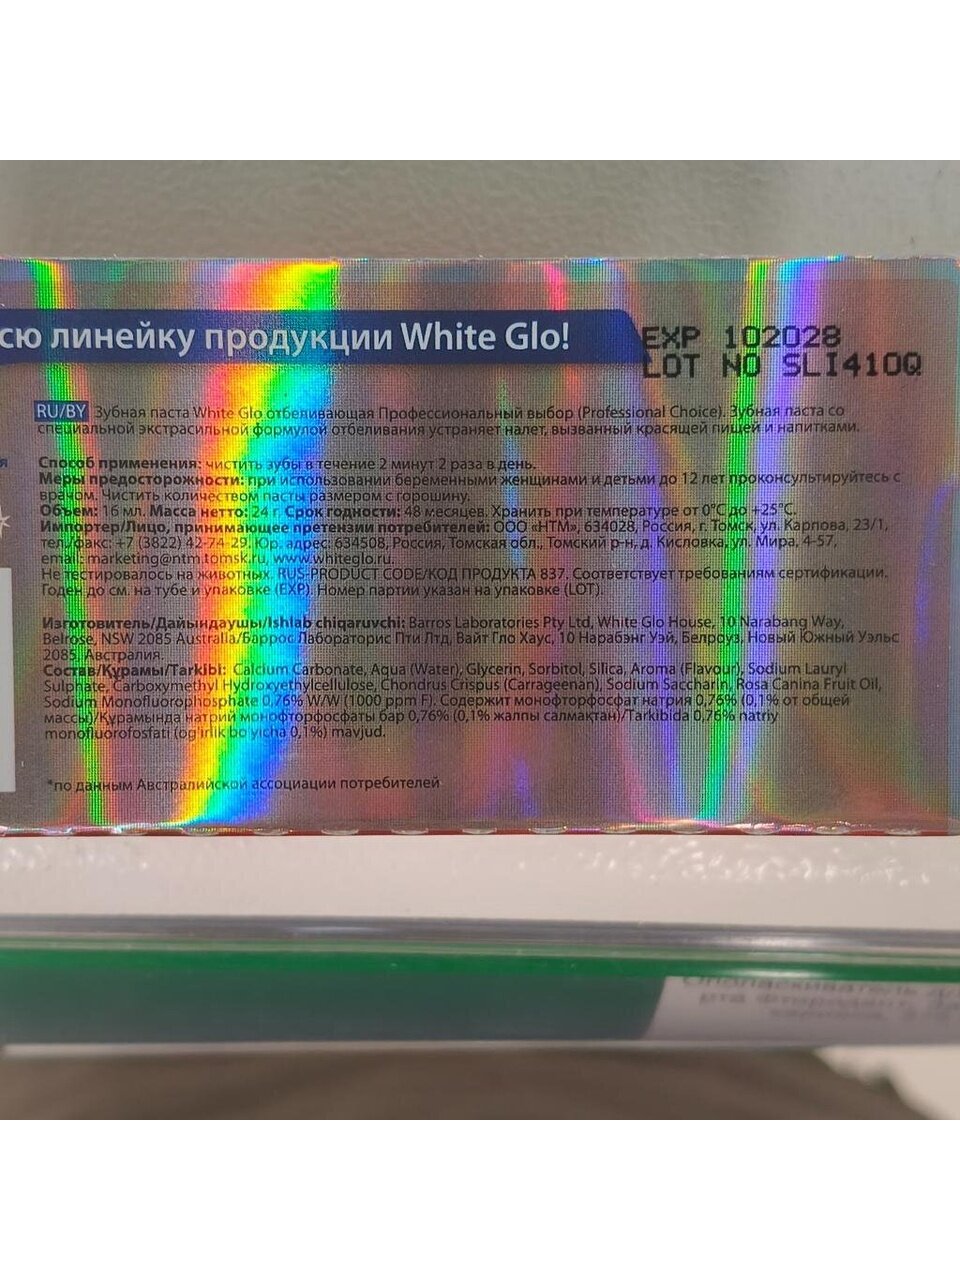 сю линейку продукции White Glo!
EXP 102028
LOT NO SLI410Q
RU/BY Зубная паста White Glo отбеливающая Профессиональный выбор (Professional Choice). Зубная паста со
специальной экстрасильной формулой отбеливания устраняет налет, вызванный красящей пищей и напитками.
я
Способ применения: чистить зубы в течение 2 минут 2 раза в день.
Меры предосторожности: при использовании беременными женщинами и детьми до 12 лет проконсультируйтесь с
врачом. Чистить количеством пасты размером с горошину.
Объем: 16 мл. Масса нетто: 24 г. Срок годности: 48 месяцев. Хранить при температуре от 0°С до +25°С.
Импортер/Лицо, принимающее претензии потребителей: ООО «НТМ», 634028, Россия, г. Томск, ул. Карпова, 23/1,
тел./факс: +7 (3822) 42-74-29. Юр. адрес: 634508, Россия, Томская обл., Томский р-н, д. Кисловка, ул. Мира, 4-57,
email: marketing@ntm.tomsk.ru, www.whiteglo.ru.
Не тестировалось на животных. RUS-PRODUCT CODE/КОД ПРОДУКТА 837. Соответствует требованиям сертификации.
Годен до см. на тубе и упаковке (EXP). Номер партии указан на упаковке (LOT).
Изготовитель/Дайындаушы/Ishlab chiqaruvchi: Barros Laboratories Pty Ltd, White Glo House, 10 Narabang Way,
Belrose, NSW 2085 Australia/Баррос Лабораторис Пти Лтд, Вайт Гло Хаус, 10 Нарабэнг Уэй, Белроуз, Новый Южный Уэльс
2085, Австралия.
Состав/Құрамы/Tarkibi: Calcium Carbonate, Aqua (Water), Glycerin, Sorbitol, Silica, Aroma (Flavour), Sodium Lauryl
Sulphate, Carboxymethyl Hydroxyethylcellulose, Chondrus Crispus (Carrageenan), Sodium Saccharin, Rosa Canina Fruit Oil,
Sodium Monofluorophosphate 0,76% W/W (1000 ppm F). Содержит монофторфосфат натрия 0,76% (0,1% от общей
массы)/Құрамында натрий монофторфосфаты бар 0,76% (0,1% жалпы салмақтан)/Tarkibida 0,76% natriy
monofluorofosfati (og'irlik bo'yicha 0,1%) mavjud.
*по данным Австралийской ассоциации потребителей
Ополаскиватель
рта